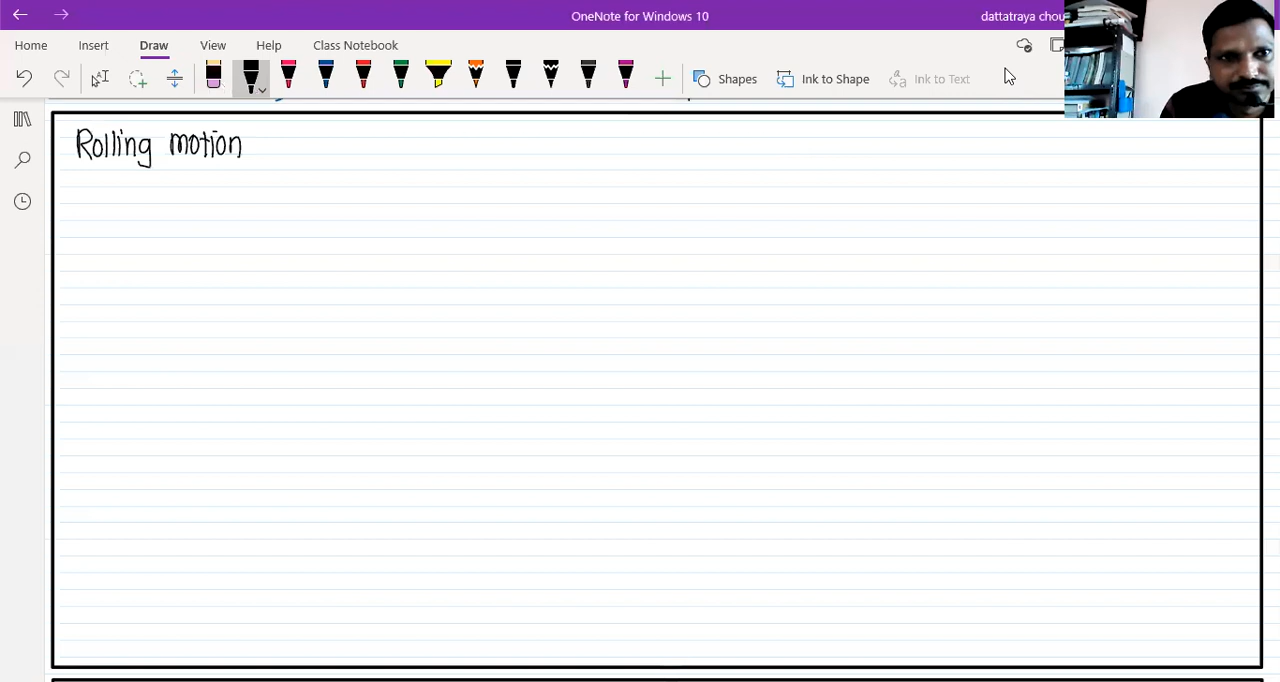 OneNote for Windows 10
dattatraya chou
Home Insert Draw View Help Class Notebook
Shapes Ink to Shape Ink to Text
Rolling motion